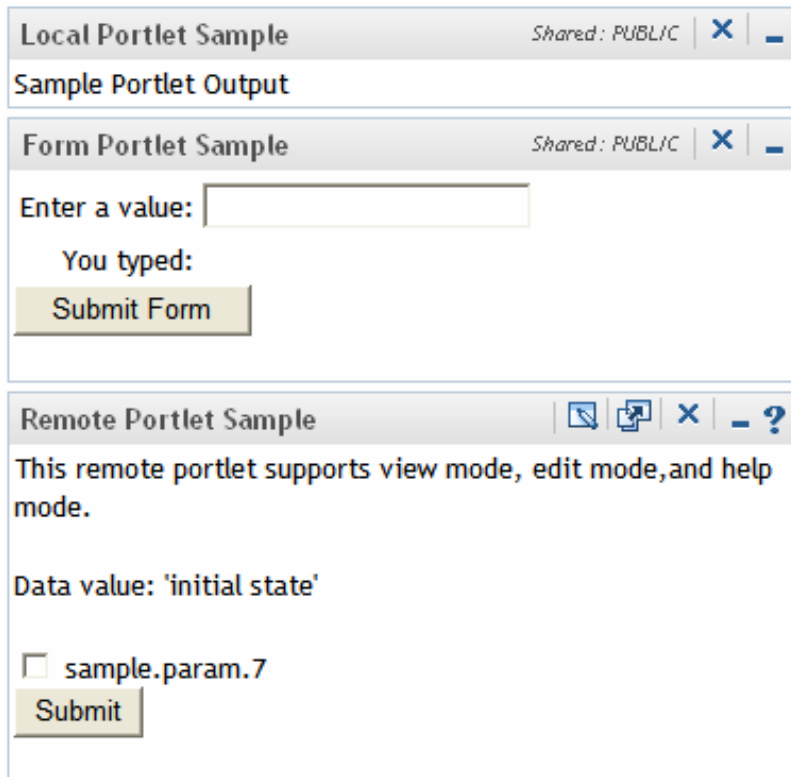 Local Portlet Sample Shared: PUBLIC
Sample Portlet Output
Form Portlet Sample Shared: PUBLIC
Enter a value:
You typed:
Submit Form
Remote Portlet Sample ?
This remote portlet supports view mode, edit mode,and help
mode.
Data value: 'initial state'
sample.param.7
Submit